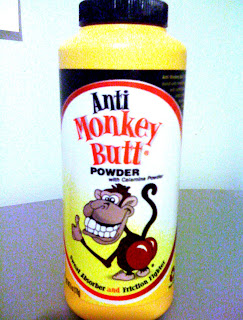 Anti
Monkey
Butt
POWDER
with Calamine Powder
Sweat Absorber and Friction Fighter